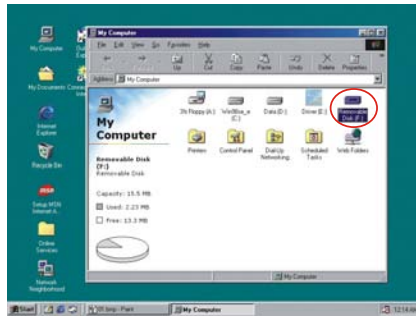 My Computer
My Computer
File Edit View Go Favorites Help
Up Cut Copy Paste Undo Delete Properties
Address My Computer
My Documents
My Computer
3½ Floppy (A:)
(C:)
Data (D:)
Driver (E:)
Removable Disk (F:)
Printers
Control Panel
Dial-Up Networking
Scheduled Tasks
Web Folders
Removable Disk (F:)
Removable Disk
Capacity: 15.5 MB
Used: 2.23 MB
Free: 13.3 MB
Internet Explorer
Recycle Bin
Setup MSN Internet A...
Online Services
Network Neighborhood
My Computer
Start
Paint
My Computer